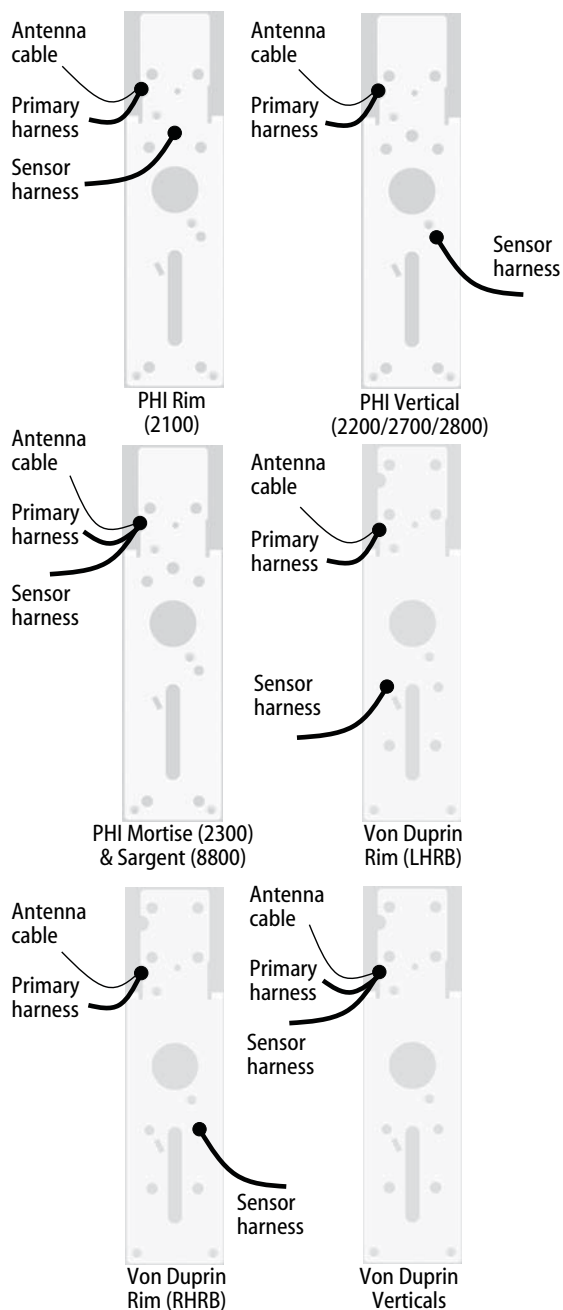 Antenna
cable
Primary
harness
Sensor
harness
PHI Rim
(2100)
Antenna
cable
Primary
harness
Sensor
harness
PHI Vertical
(2200/2700/2800)
Antenna
cable
Primary
harness
Sensor
harness
PHI Mortise (2300)
& Sargent (8800)
Antenna
cable
Primary
harness
Sensor
harness
Von Duprin
Rim (LHRB)
Antenna
cable
Primary
harness
Sensor
harness
Von Duprin
Rim (RHRB)
Antenna
cable
Primary
harness
Sensor
harness
Von Duprin
Verticals